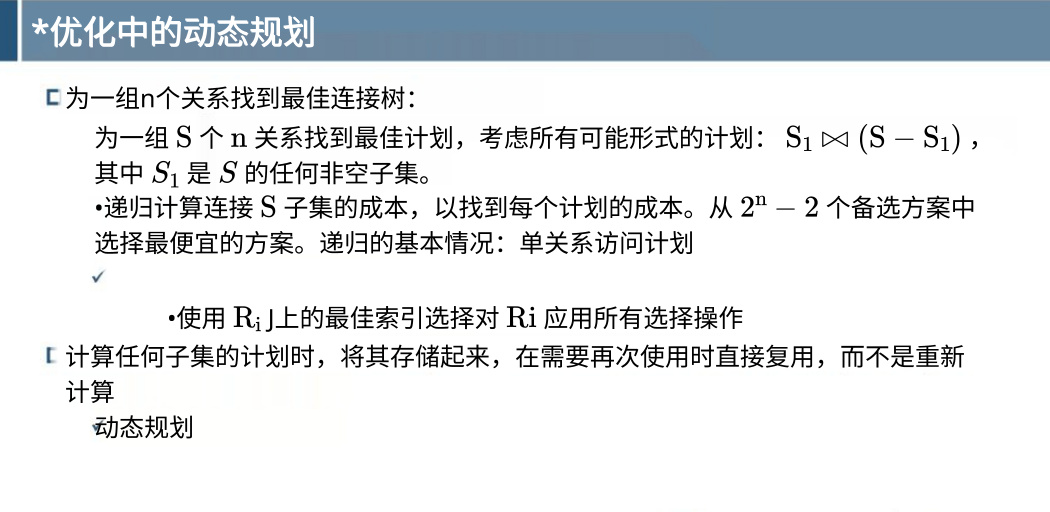 *优化中的动态规划
为一组n个关系找到最佳连接树：
为一组 S 个 n 关系找到最佳计划，考虑所有可能形式的计划： S₁ ⋈ (S − S₁) ，
其中 S₁ 是 S 的任何非空子集。
•递归计算连接 S 子集的成本，以找到每个计划的成本。从 2ⁿ − 2 个备选方案中
选择最便宜的方案。递归的基本情况：单关系访问计划
•使用 Rᵢ 上的最佳索引选择对 Ri 应用所有选择操作
计算任何子集的计划时，将其存储起来，在需要再次使用时直接复用，而不是重新
计算
动态规划